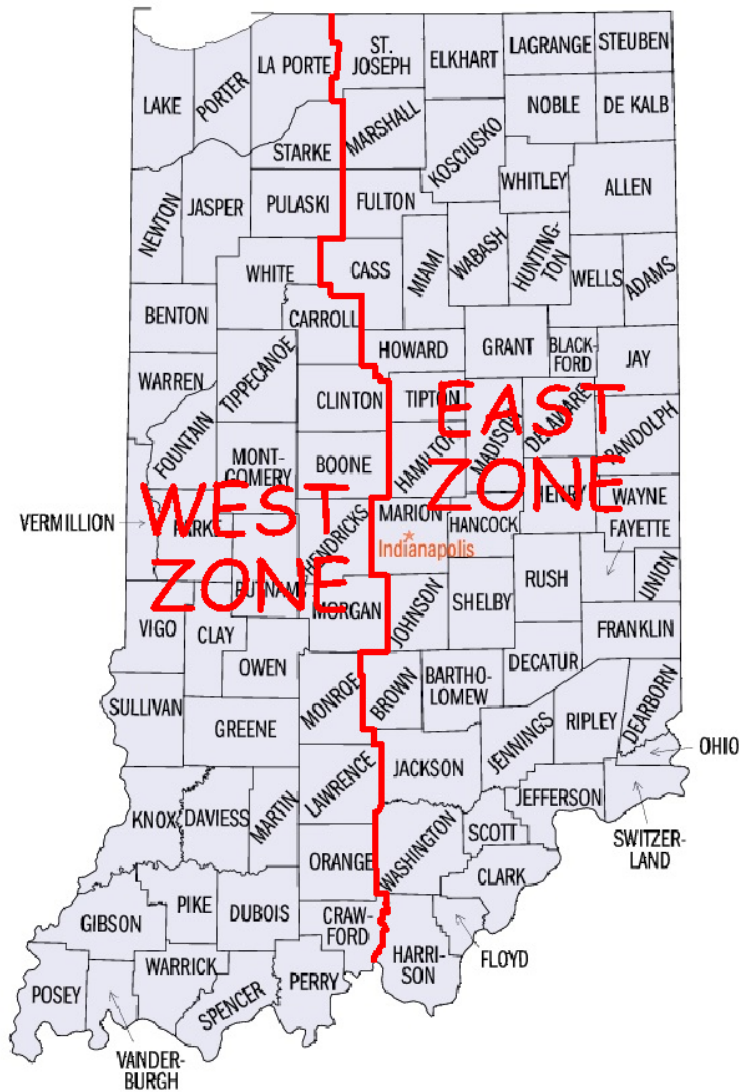 LA PORTE
ST.
JOSEPH
ELKHART
LAGRANGE
STEUBEN
LAKE
PORTER
NOBLE
DE KALB
STARKE
MARSHALL
KOSCIUSKO
WHITLEY
ALLEN
NEWTON
JASPER
PULASKI
FULTON
WHITE
CASS
MIAMI
WABASH
HUNTING-
TON
WELLS
ADAMS
BENTON
CARROLL
HOWARD
GRANT
BLACK-
FORD
JAY
WARREN
TIPPECANOE
CLINTON
TIPTON
EAST
ZONE
MADISON
DELAWARE
RANDOLPH
FOUNTAIN
MONT-
GOMERY
BOONE
HAMILTON
HENRY
WAYNE
FAYETTE
VERMILLION
WEST
ZONE
PARKE
HENDRICKS
MARION
Indianapolis
HANCOCK
PUTNAM
MORGAN
JOHNSON
SHELBY
RUSH
UNION
VIGO
CLAY
OWEN
MONROE
BROWN
BARTHO-
LOMEW
DECATUR
FRANKLIN
SULLIVAN
GREENE
JENNINGS
RIPLEY
DEARBORN
OHIO
JACKSON
LAWRENCE
KNOX
DAVIESS
MARTIN
JEFFERSON
SWITZER-
LAND
ORANGE
WASHINGTON
SCOTT
CLARK
GIBSON
PIKE
DUBOIS
CRAW-
FORD
HARRI-
SON
FLOYD
POSEY
WARRICK
SPENCER
PERRY
VANDER-
BURGH